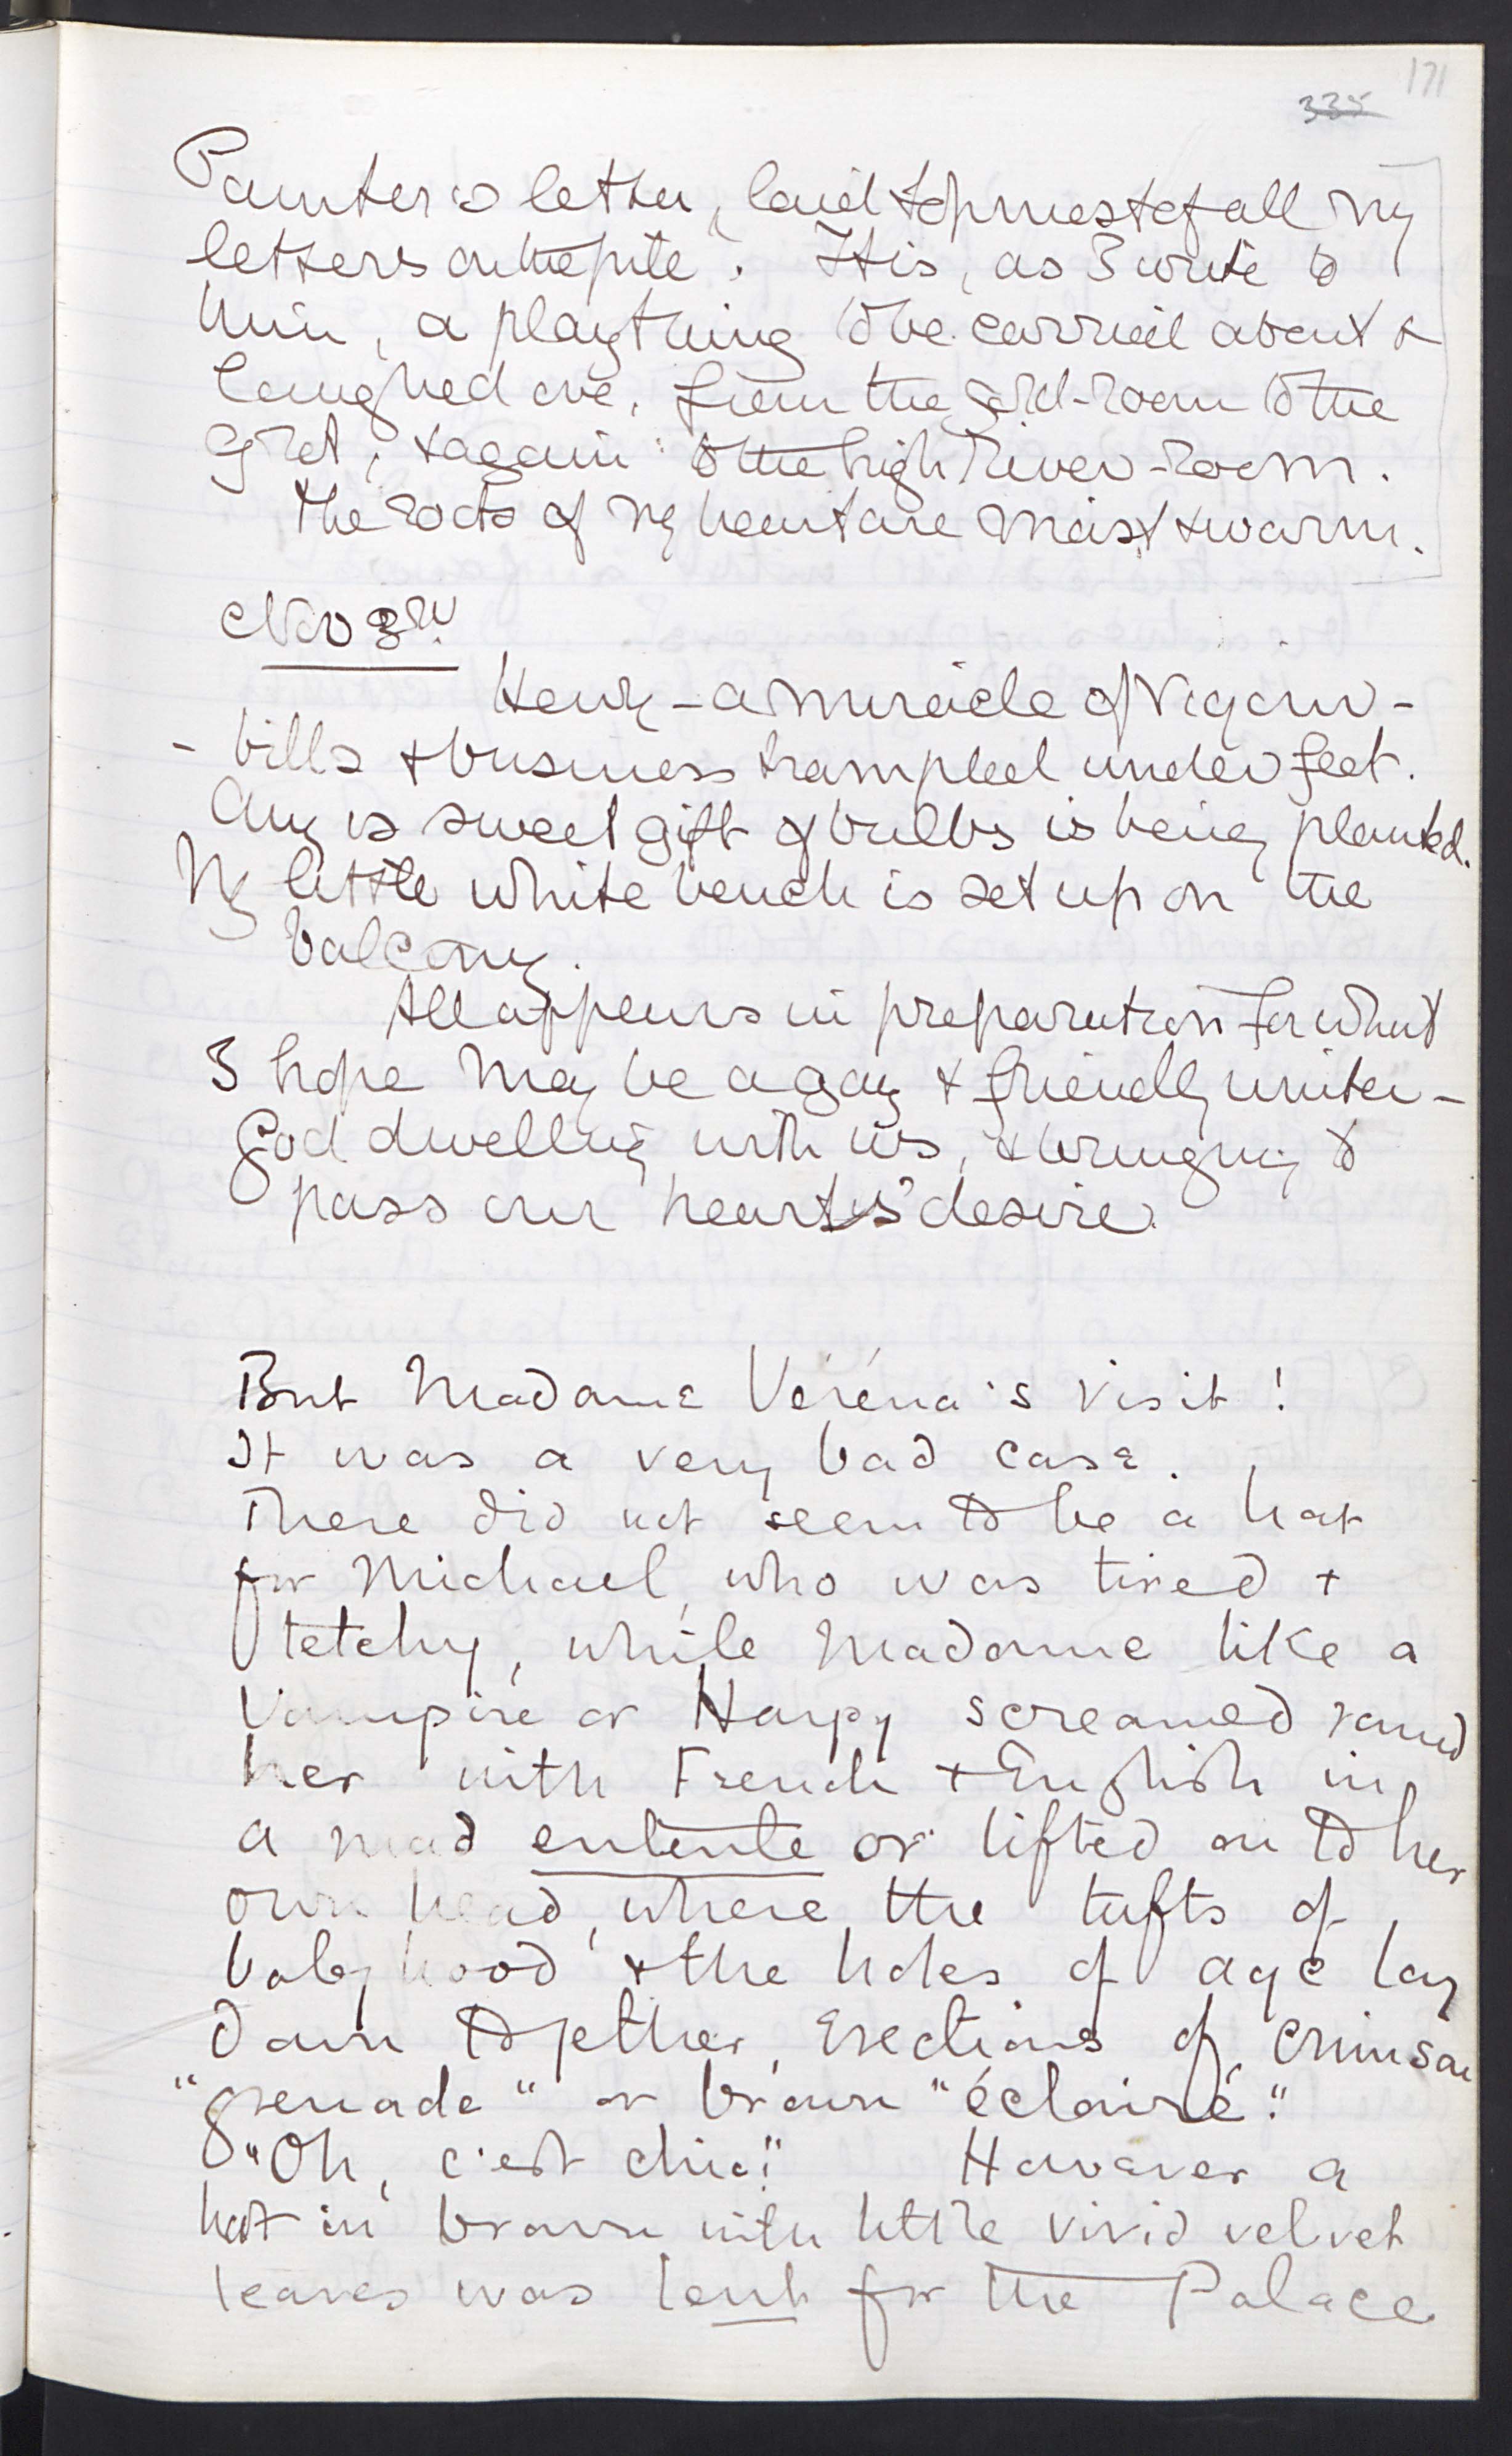 171
335
Painter's letter, laid topmost of all my
letters on the pile. It is, as I write to
him, a plaything to be carried about &
laughed over, from the gold-room to the
grot, & again to the high River-room.
The roots of my heart are moist & warm.
Nov 3rd.
Henry - a miracle of vigour -
- bills & business trampled under feet.
Amy's sweet gift of bulbs is being planted.
My little white bench is set up on the
balcony.
All appears in preparation for what
I hope may be a gay & friendly winter -
God dwelling with us, & bringing to
pass our hearts' desire.
But Madame Veréna's visit!
It was a very bad case.
There did not seem to be a hat
for Michael, who was tired &
tetchy, while Madame like a
Vampire or Harpy screamed round
her with French & English in
a mad entente or lifted on to her
own head, where the tufts of
babyhood & the holes of age lay
down together, Erections of crimson
"grenade" or brown "éclairé."
"Oh, c'est chic!" However a
hat in brown with little vivid velvet
leaves was lent for the Palace